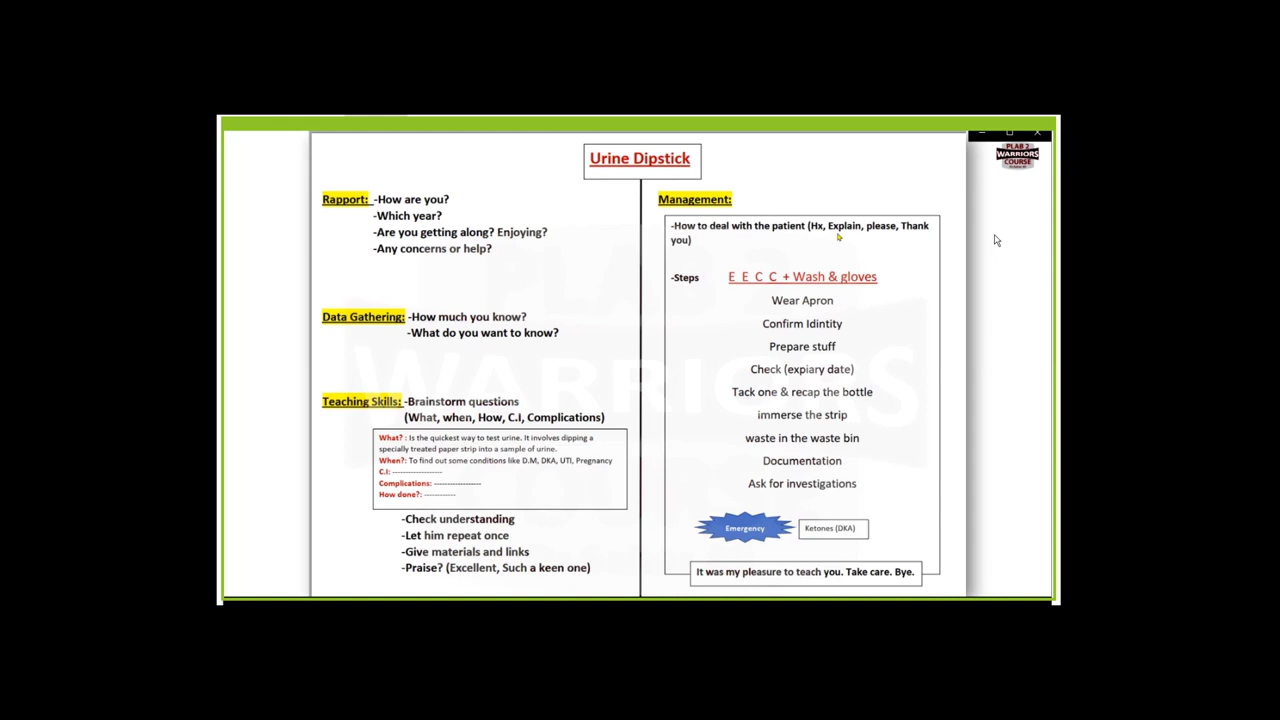 Urine Dipstick
PLAB 2
WARRIORS
COURSE
Rapport: -How are you?
-Which year?
-Are you getting along? Enjoying?
-Any concerns or help?
Data Gathering: -How much you know?
-What do you want to know?
Teaching Skills: -Brainstorm questions
(What, when, How, C.I, Complications)
What? : Is the quickest way to test urine. It involves dipping a
specially treated paper strip into a sample of urine.
When?: To find out some conditions like D.M, DKA, UTI, Pregnancy
C.I: -------------------
Complications: ------------------
How done?: ------------
-Check understanding
-Let him repeat once
-Give materials and links
-Praise? (Excellent, Such a keen one)
Management:
-How to deal with the patient (Hx, Explain, please, Thank
you)
-Steps E E C C + Wash & gloves
Wear Apron
Confirm Idintity
Prepare stuff
Check (expiary date)
Tack one & recap the bottle
immerse the strip
waste in the waste bin
Documentation
Ask for investigations
Emergency Ketones (DKA)
It was my pleasure to teach you. Take care. Bye.
PLAB 2
WARRIORS